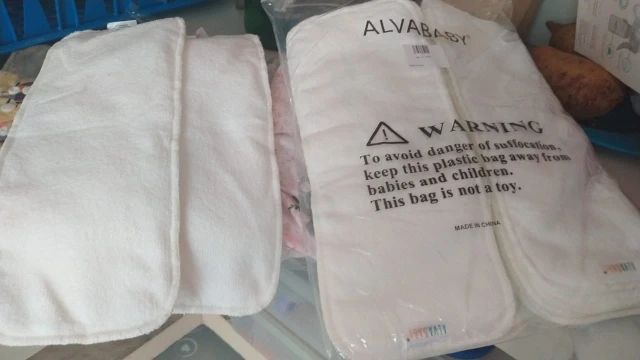 ALVABABY
WARNING
To avoid danger of suffocation.
keep this plastic bag away from
babies and children.
This bag is not a toy.
MADE IN CHINA
ALVABABY